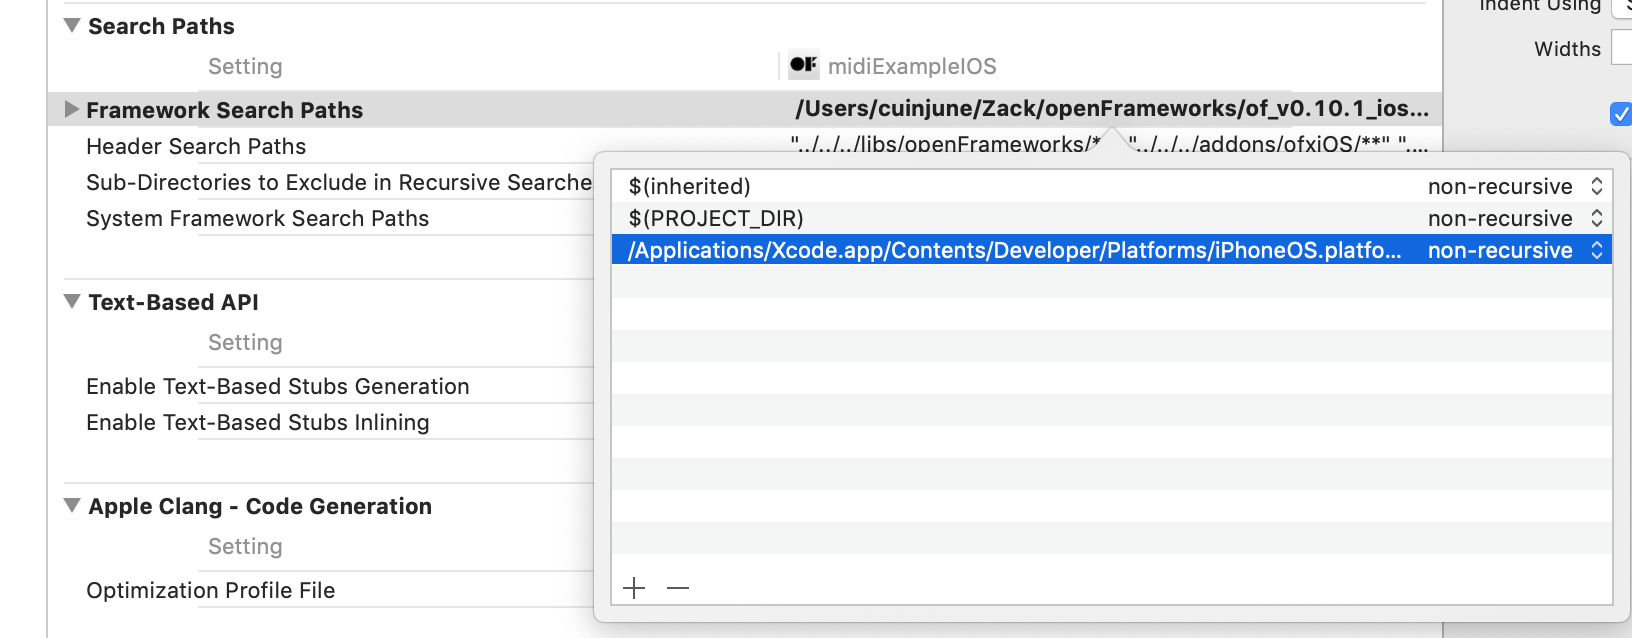 Search Paths
Indent Using
Setting
OF midiExampleIOS
Widths
Framework Search Paths
/Users/cuinjune/Zack/openFrameworks/of_v0.10.1_ios...
Header Search Paths
"../../../libs/openFrameworks/* "../../../addons/ofxiOS/**" "....
Sub-Directories to Exclude in Recursive Searche
$(inherited) non-recursive
System Framework Search Paths
$(PROJECT_DIR) non-recursive
/Applications/Xcode.app/Contents/Developer/Platforms/iPhoneOS.platfo... non-recursive
Text-Based API
Setting
Enable Text-Based Stubs Generation
Enable Text-Based Stubs Inlining
Apple Clang - Code Generation
Setting
Optimization Profile File